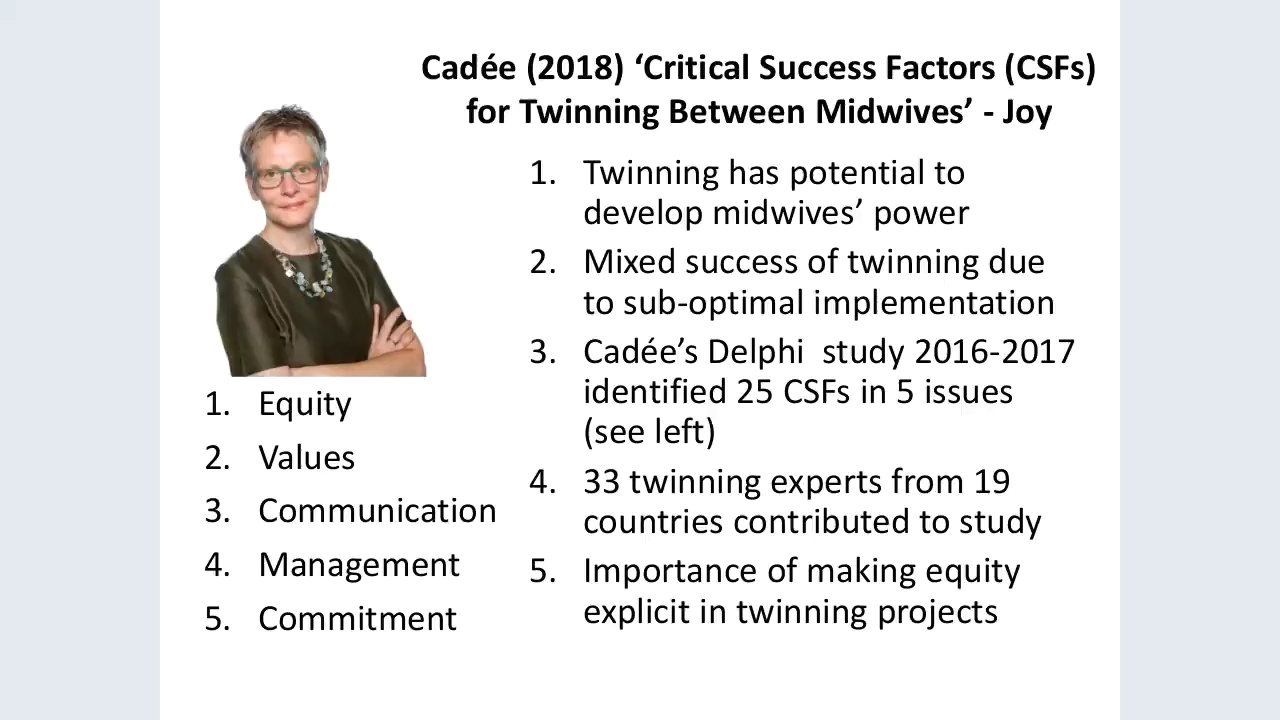 Cadée (2018) ‘Critical Success Factors (CSFs)
for Twinning Between Midwives’ - Joy
1. Equity
2. Values
3. Communication
4. Management
5. Commitment
1. Twinning has potential to
develop midwives’ power
2. Mixed success of twinning due
to sub-optimal implementation
3. Cadée’s Delphi  study 2016-2017
identified 25 CSFs in 5 issues
(see left)
4. 33 twinning experts from 19
countries contributed to study
5. Importance of making equity
explicit in twinning projects